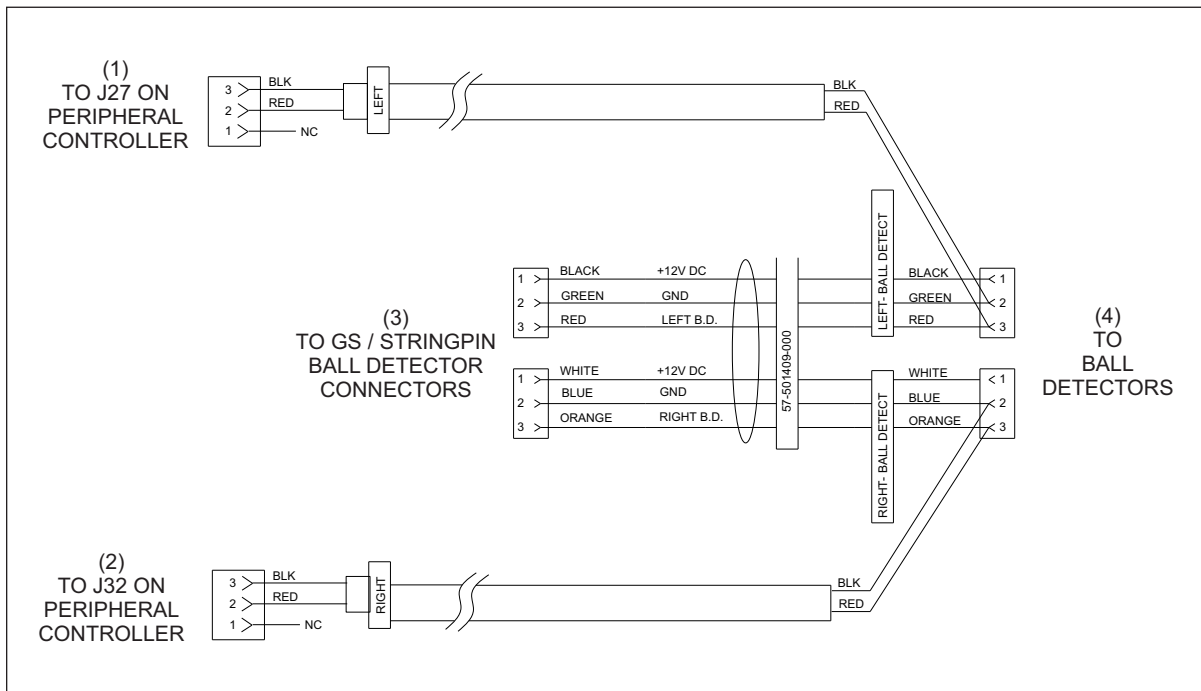 (1)
TO J27 ON
PERIPHERAL
CONTROLLER
3
BLK
2
RED
1
NC
LEFT
BLK
RED
(3)
TO GS / STRINGPIN
BALL DETECTOR
CONNECTORS
1
BLACK
+12V DC
BLACK
1
2
GREEN
GND
GREEN
2
3
RED
LEFT B.D.
RED
3
LEFT- BALL DETECT
57-501409-000
1
WHITE
+12V DC
WHITE
1
2
BLUE
GND
BLUE
2
3
ORANGE
RIGHT B.D.
ORANGE
3
RIGHT- BALL DETECT
(4)
TO
BALL
DETECTORS
(2)
TO J32 ON
PERIPHERAL
CONTROLLER
3
BLK
2
RED
1
NC
RIGHT
BLK
RED